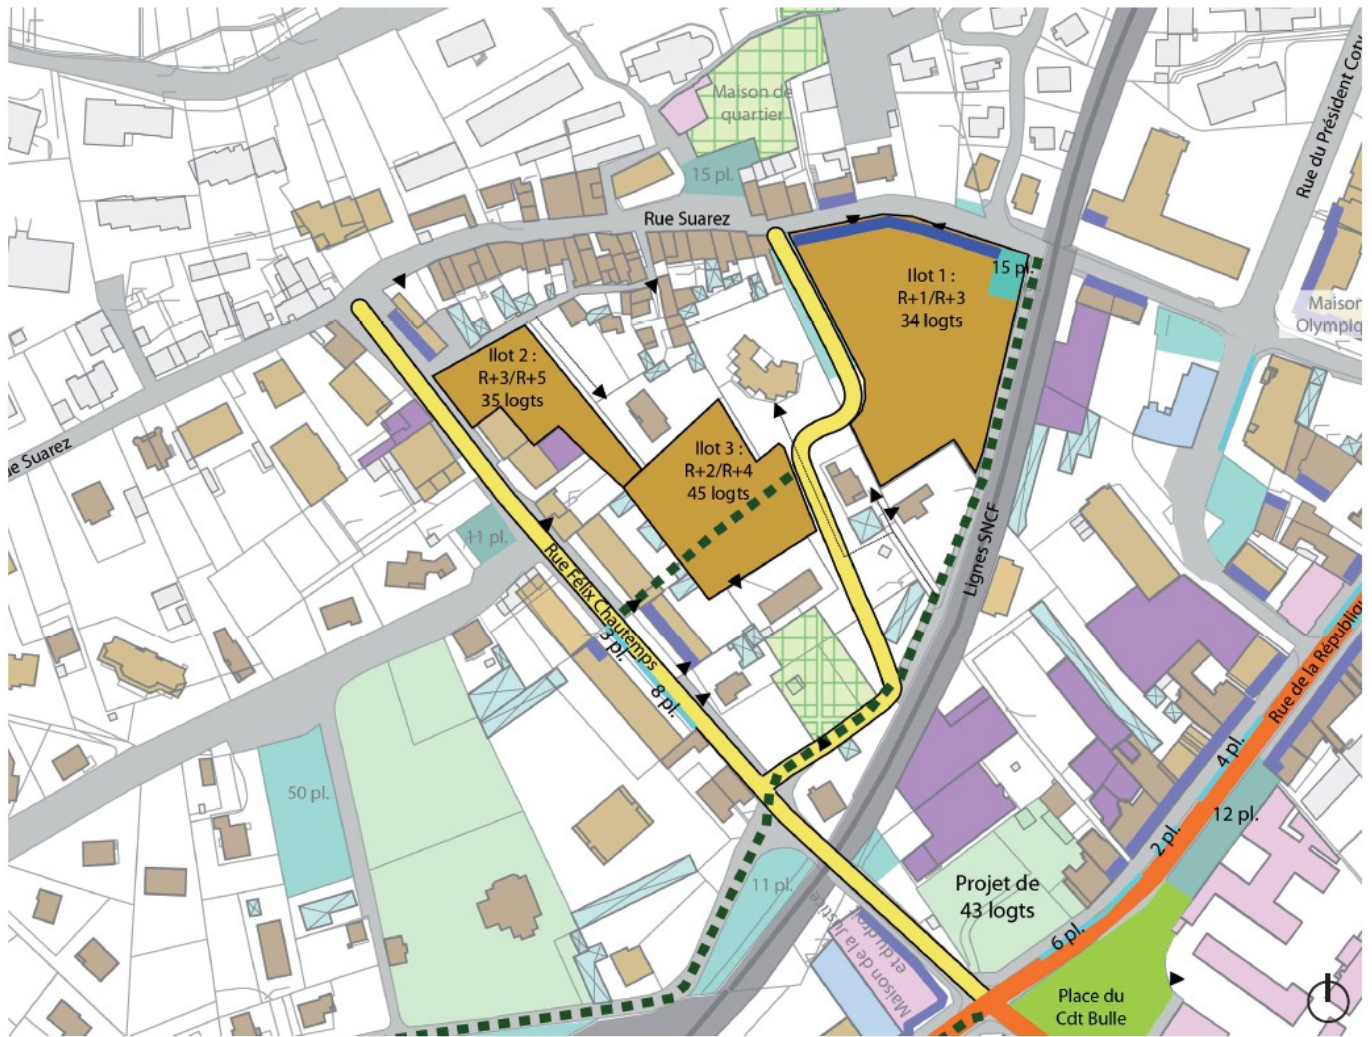 Maison de
quartier
15 pl.
Rue Suarez
Rue du Président Coty
Ilot 1 :
R+1/R+3
34 logts
15 pl.
Maison
Olympiq
Ilot 2 :
R+3/R+5
35 logts
Ilot 3 :
R+2/R+4
45 logts
ue Suarez
11 pl.
Rue Félix Chautemps
3 pl.
8 pl.
Lignes SNCF
Rue de la Républiqu
50 pl.
4 pl.
12 pl.
2 pl.
11 pl.
Projet de
43 logts
6 pl.
Maison de la Justice
et du droit
Place du
Cdt Bulle